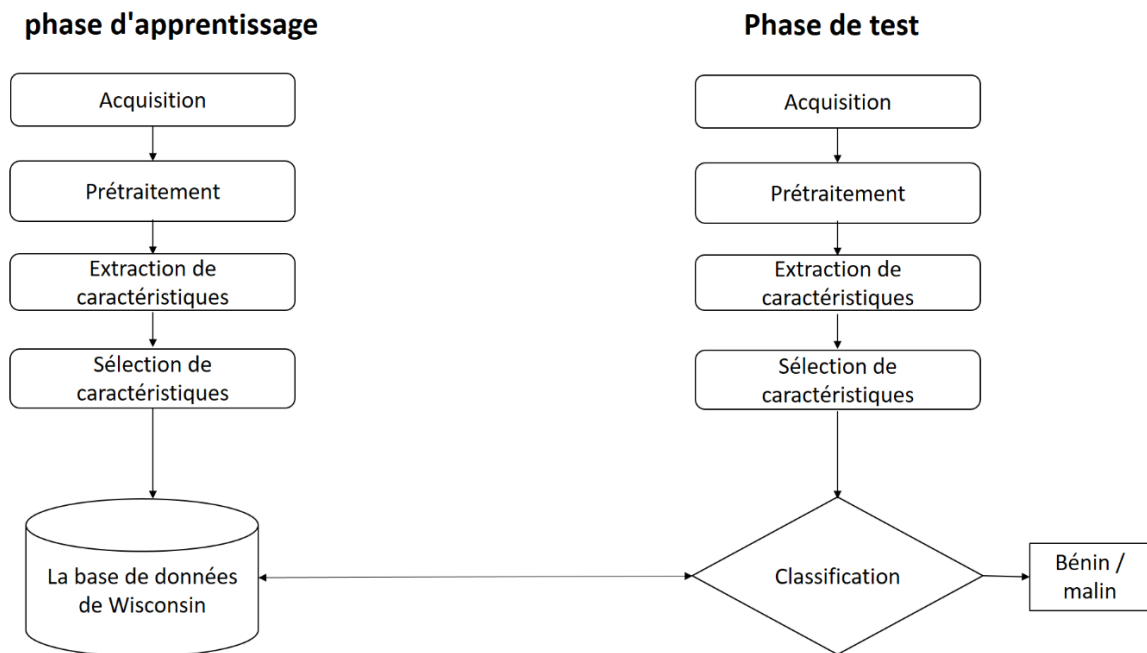 phase d'apprentissage
Acquisition
Prétraitement
Extraction de
caractéristiques
Sélection de
caractéristiques
La base de données
de Wisconsin
Phase de test
Acquisition
Prétraitement
Extraction de
caractéristiques
Sélection de
caractéristiques
Classification
Bénin /
malin